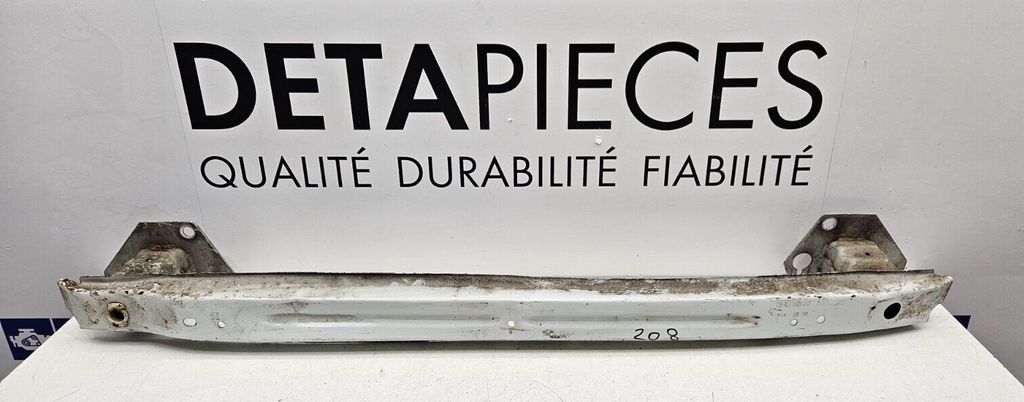 DETAPIECES
QUALITÉ DURABILITÉ FIABILITÉ
208